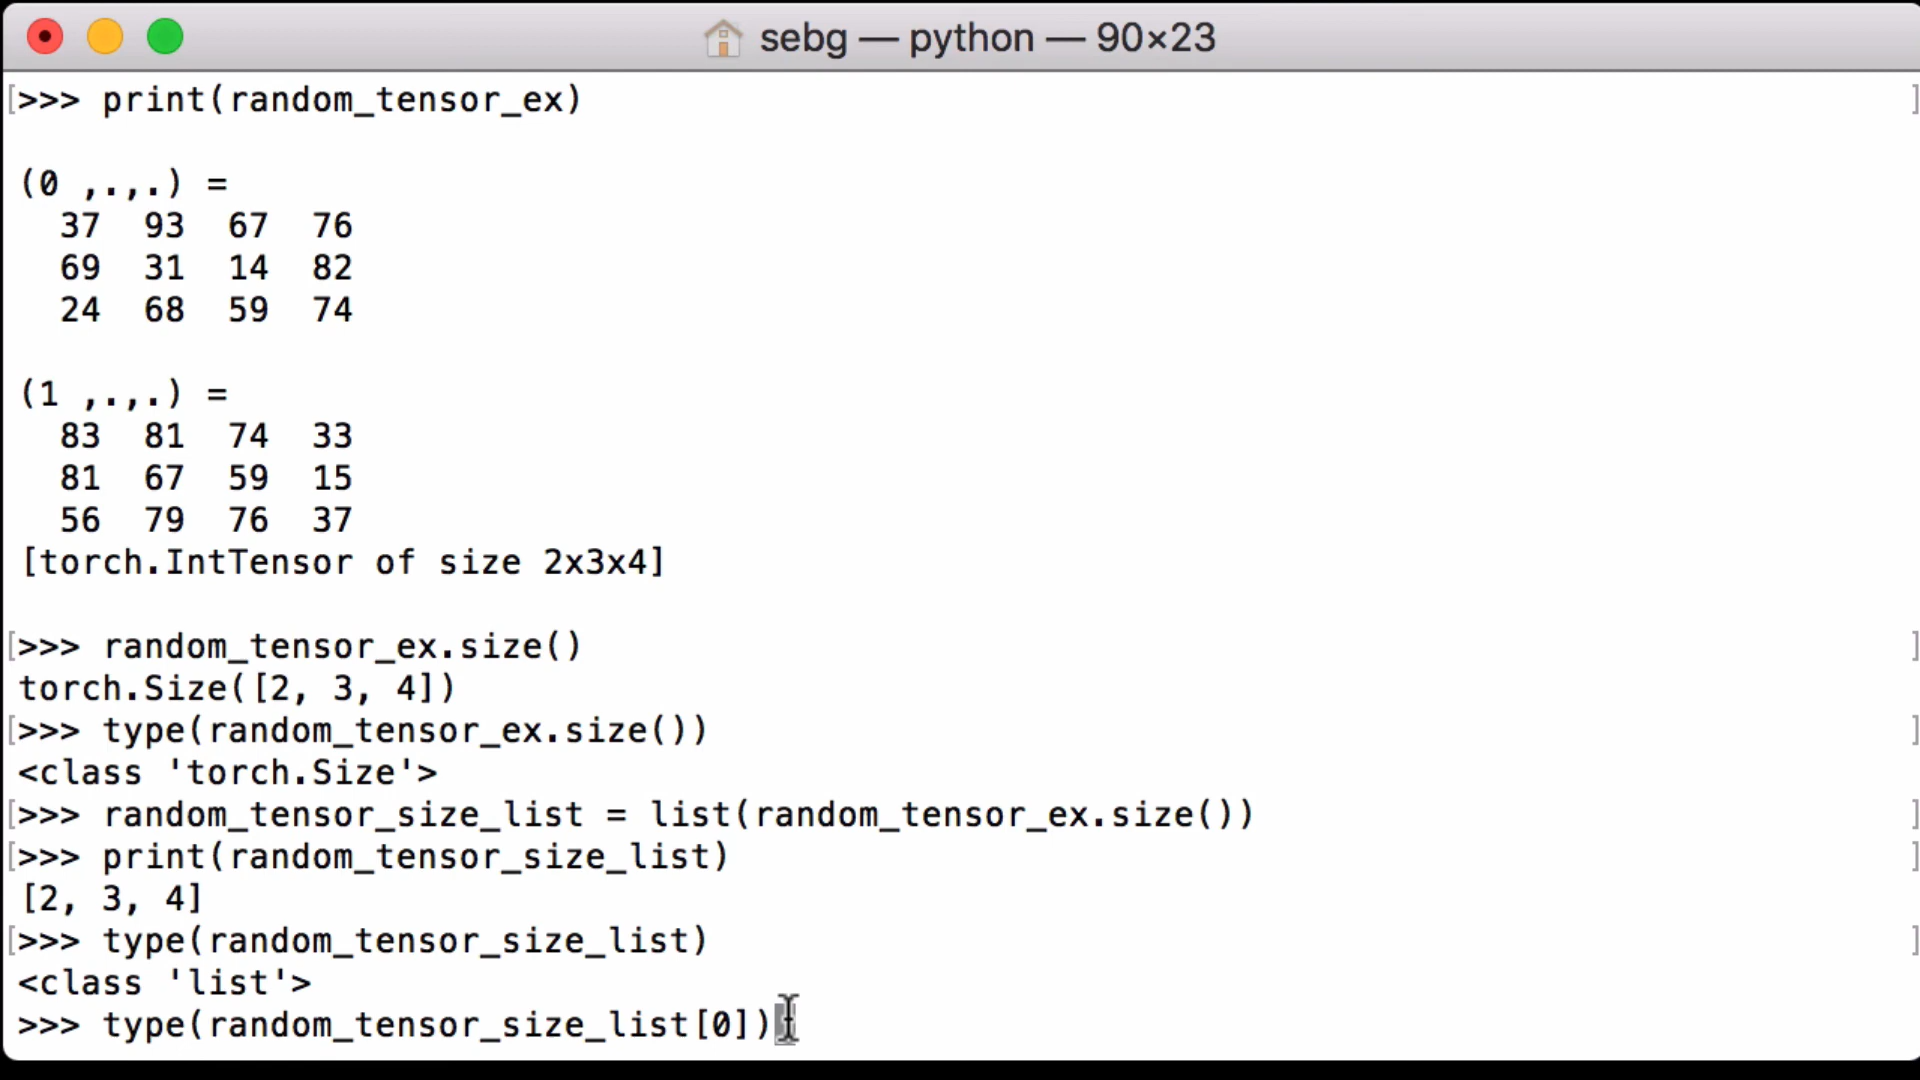 sebg — python — 90×23
[>>> print(random_tensor_ex) ]
(0 ,.,.) =
37 93 67 76
69 31 14 82
24 68 59 74
(1 ,.,.) =
83 81 74 33
81 67 59 15
56 79 76 37
[torch.IntTensor of size 2x3x4]
[>>> random_tensor_ex.size() ]
torch.Size([2, 3, 4])
[>>> type(random_tensor_ex.size()) ]
<class 'torch.Size'>
[>>> random_tensor_size_list = list(random_tensor_ex.size()) ]
[>>> print(random_tensor_size_list) ]
[2, 3, 4]
[>>> type(random_tensor_size_list) ]
<class 'list'>
>>> type(random_tensor_size_list[0])